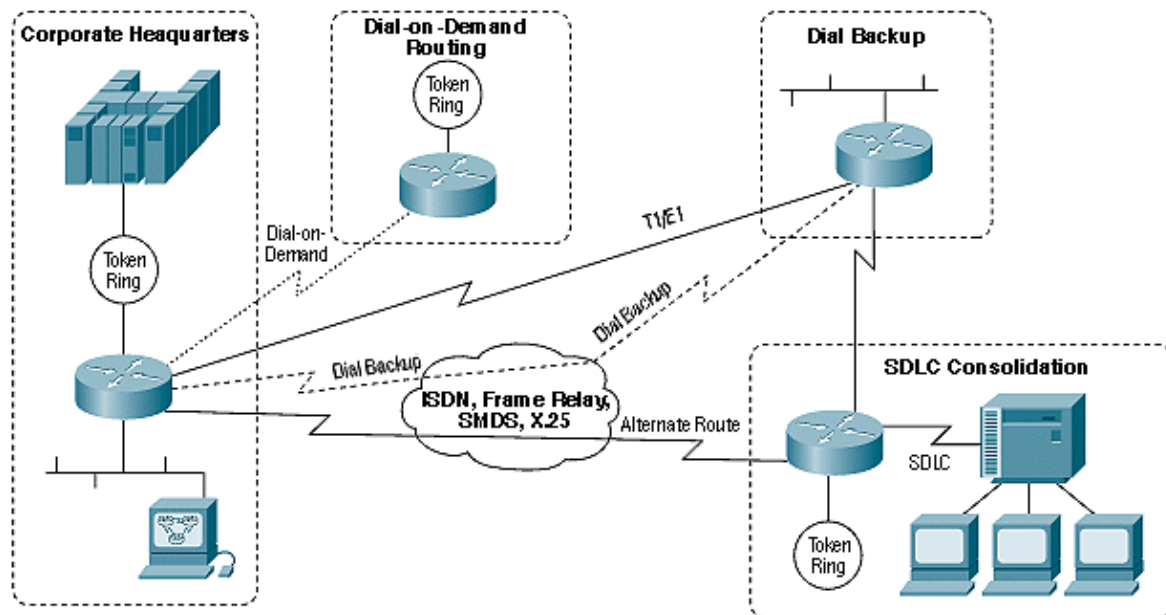 Corporate Heaquarters
Token
Ring
Dial-on-Demand
Routing
Token
Ring
Dial Backup
Dial-on-
Demand
T1/E1
Dial Backup
Dial Backup
ISDN, Frame Relay,
SMDS, X.25
Alternate Route
SDLC Consolidation
SDLC
Token
Ring